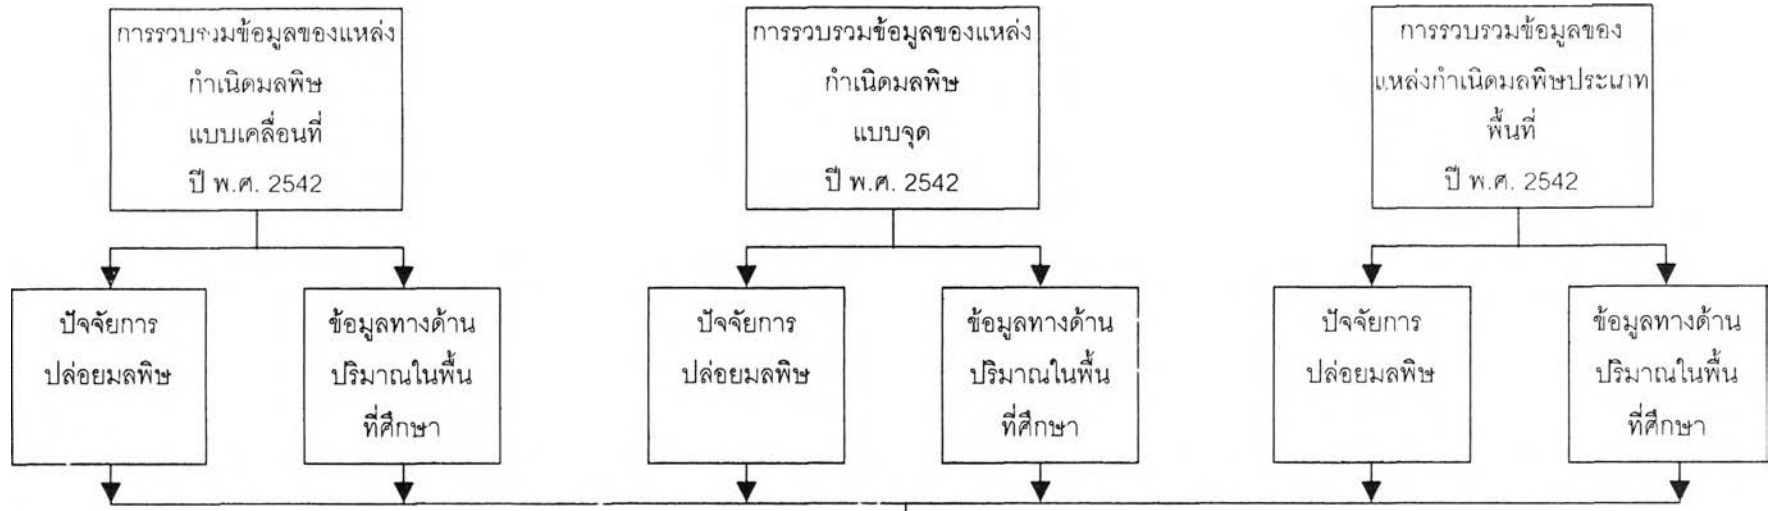 การรวบรวมข้อมูลของแหล่ง
กำเนิดมลพิษ
แบบเคลื่อนที่
ปี พ.ศ. 2542
การรวบรวมข้อมูลของแหล่ง
กำเนิดมลพิษ
แบบจุด
ปี พ.ศ. 2542
การรวบรวมข้อมูลของ
แหล่งกำเนิดมลพิษประเภท
พื้นที่
ปี พ.ศ. 2542
ปัจจัยการ
ปล่อยมลพิษ
ข้อมูลทางด้าน
ปริมาณในพื้น
ที่ศึกษา
ปัจจัยการ
ปล่อยมลพิษ
ข้อมูลทางด้าน
ปริมาณในพื้น
ที่ศึกษา
ปัจจัยการ
ปล่อยมลพิษ
ข้อมูลทางด้าน
ปริมาณในพื้น
ที่ศึกษา